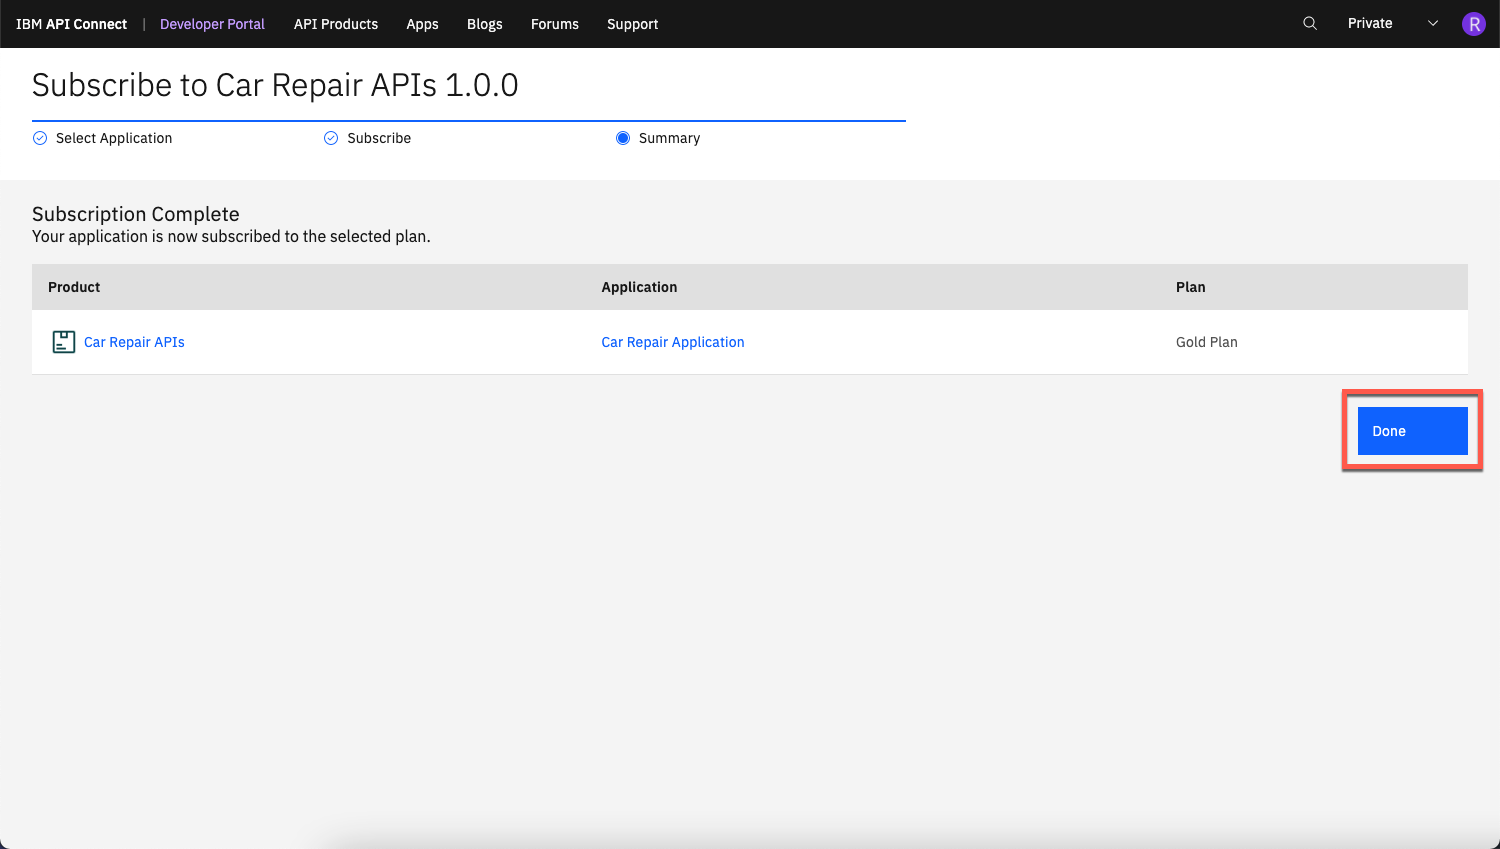 IBM API Connect | Developer Portal API Products Apps Blogs Forums Support Private R
Subscribe to Car Repair APIs 1.0.0
Select Application Subscribe Summary
Subscription Complete
Your application is now subscribed to the selected plan.
Product Application Plan
Car Repair APIs Car Repair Application Gold Plan
Done